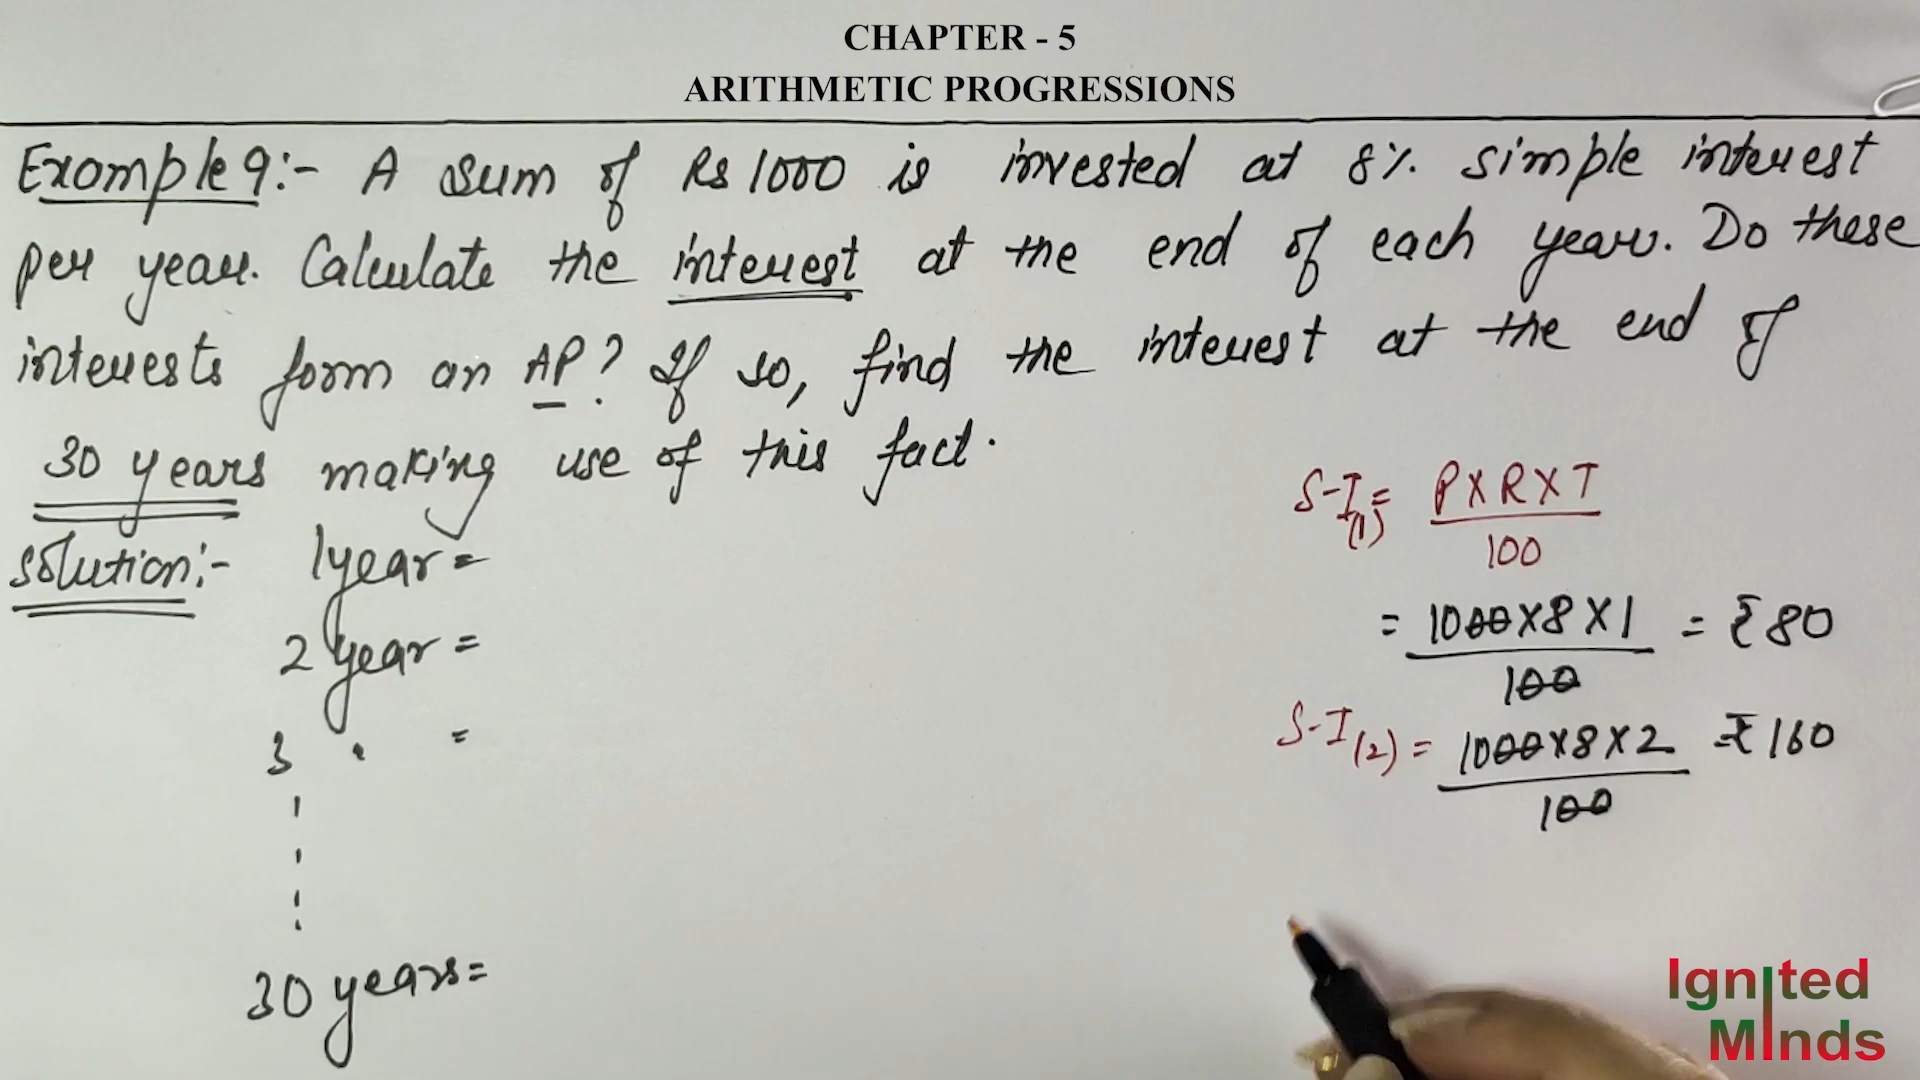 CHAPTER - 5
ARITHMETIC PROGRESSIONS
Example 9:- A sum of Rs 1000 is invested at 8% simple interest
per year. Calculate the interest at the end of each year. Do these
interests form an AP? If so, find the interest at the end of
30 years making use of this fact.
solution:- 1year =
2 year =
3 " =
30 years=
S-I(1) = P×R×T
100
= 1000×8×1 = ₹80
100
S-I(2) = 1000×8×2 =₹160
100
Ignited
Minds